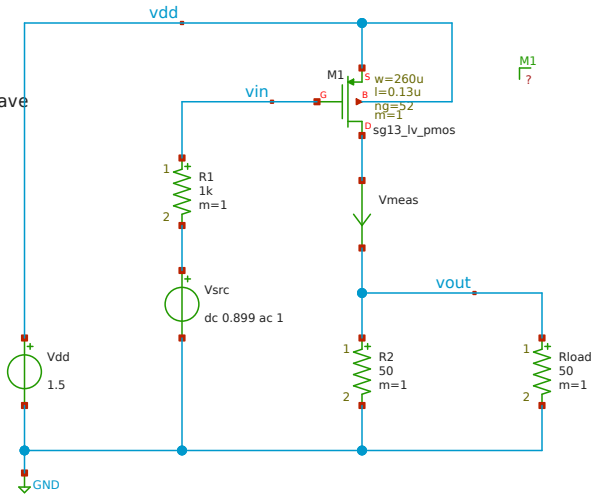 vdd
M1
?
ave
M1
S
w=260u
l=0.13u
ng=52
m=1
sg13_lv_pmos
G
B
D
vin
1
+
R1
1k
m=1
2
Vmeas
+
Vsrc
dc 0.899 ac 1
vout
+
Vdd
1.5
1
+
R2
50
m=1
2
1
+
Rload
50
m=1
2
GND